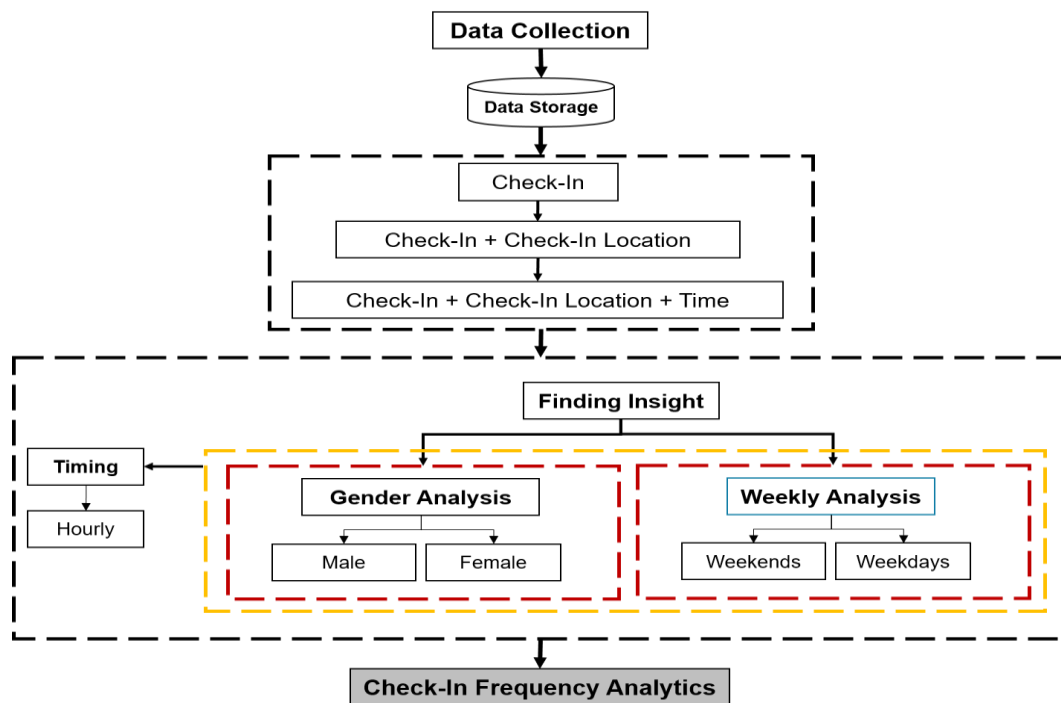 Data Collection
Data Storage
Check-In
Check-In + Check-In Location
Check-In + Check-In Location + Time
Finding Insight
Timing
Hourly
Gender Analysis
Weekly Analysis
Male
Female
Weekends
Weekdays
Check-In Frequency Analytics